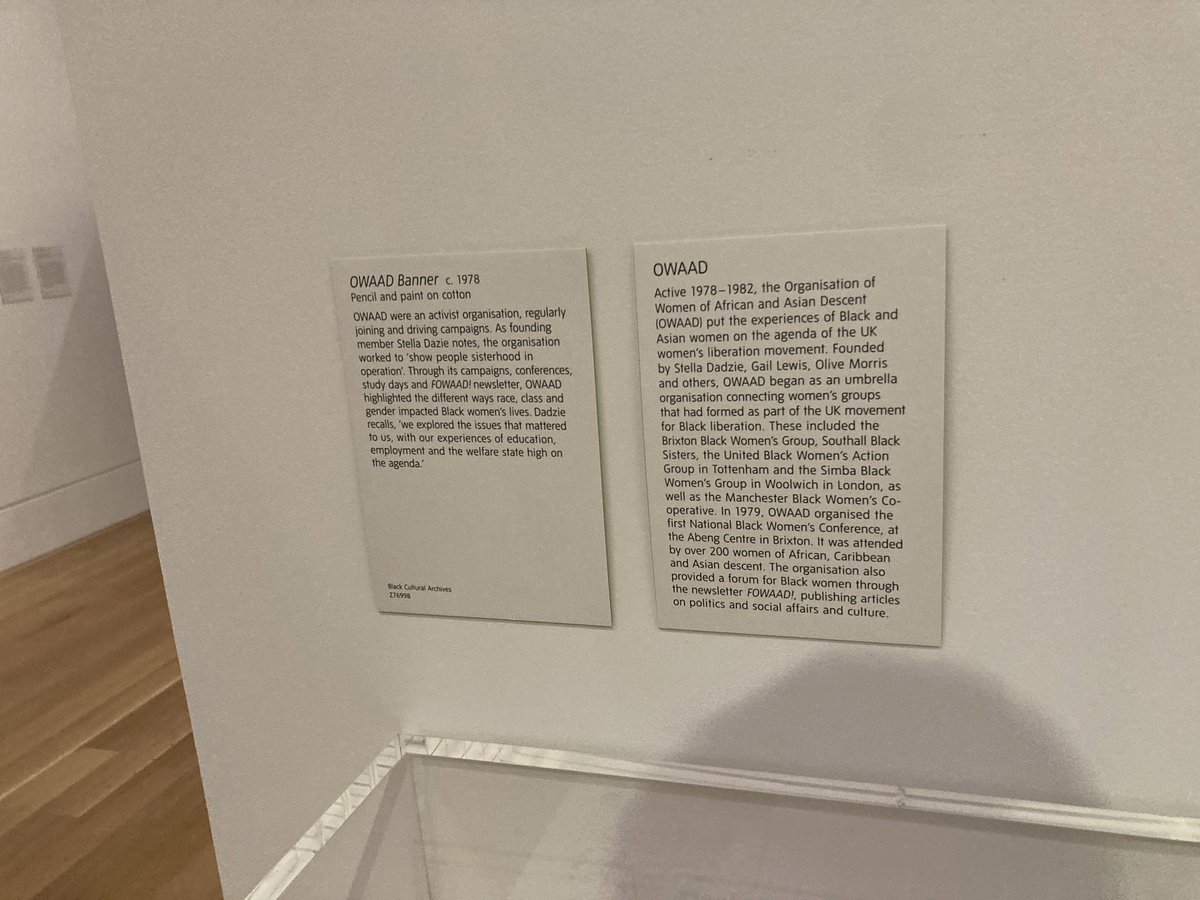 OWAAD Banner c. 1978
Pencil and paint on cotton
OWAAD were an activist organisation, regularly
joining and driving campaigns. As founding
member Stella Dazie notes, the organisation
worked to ‘show people sisterhood in
operation’. Through its campaigns, conferences,
study days and FOWAAD! newsletter, OWAAD
highlighted the different ways race, class and
gender impacted Black women’s lives. Dadzie
recalls, ‘we explored the issues that mattered
to us, with our experiences of education,
employment and the welfare state high on
the agenda.’
Black Cultural Archives
Z76998
OWAAD
Active 1978–1982, the Organisation of
Women of African and Asian Descent
(OWAAD) put the experiences of Black and
Asian women on the agenda of the UK
women’s liberation movement. Founded
by Stella Dadzie, Gail Lewis, Olive Morris
and others, OWAAD began as an umbrella
organisation connecting women’s groups
that had formed as part of the UK movement
for Black liberation. These included the
Brixton Black Women’s Group, Southall Black
Sisters, the United Black Women’s Action
Group in Tottenham and the Simba Black
Women’s Group in Woolwich in London, as
well as the Manchester Black Women’s Co-
operative. In 1979, OWAAD organised the
first National Black Women’s Conference, at
the Abeng Centre in Brixton. It was attended
by over 200 women of African, Caribbean
and Asian descent. The organisation also
provided a forum for Black women through
the newsletter FOWAAD!, publishing articles
on politics and social affairs and culture.